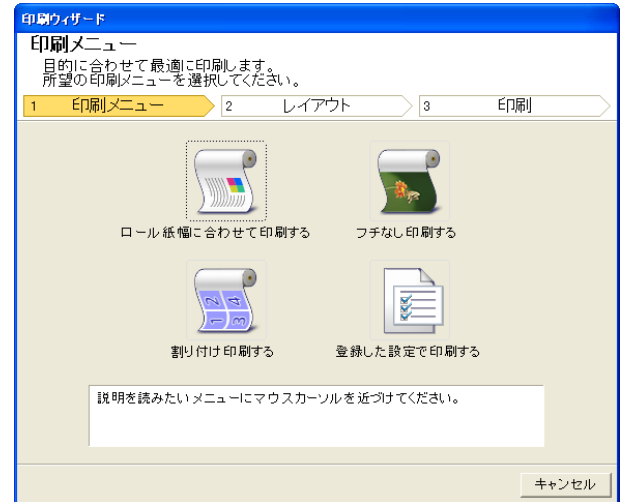 印刷ウィザード
印刷メニュー
目的に合わせて最適に印刷します。
所望の印刷メニューを選択してください。
1 印刷メニュー 2 レイアウト 3 印刷
ロール紙幅に合わせて印刷する フチなし印刷する
1 2 3 4
割り付け印刷する 登録した設定で印刷する
説明を読みたいメニューにマウスカーソルを近づけてください。
キャンセル